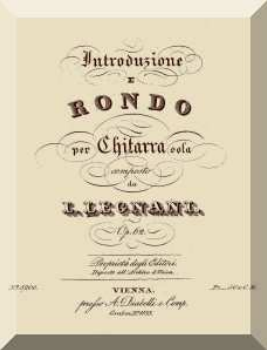 Introduzione
E
RONDO
per Chitarra sola
composto
da
L. LEGNANI.
Op. 62.
Proprietà degli Editori.
VIENNA,
presso A. Diabelli e Comp.